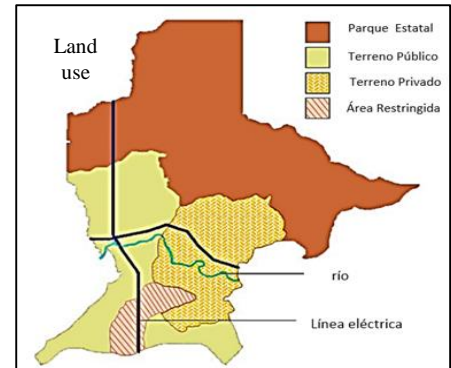 Land
use
Parque Estatal
Terreno Público
Terreno Privado
Área Restringida
río
Línea eléctrica